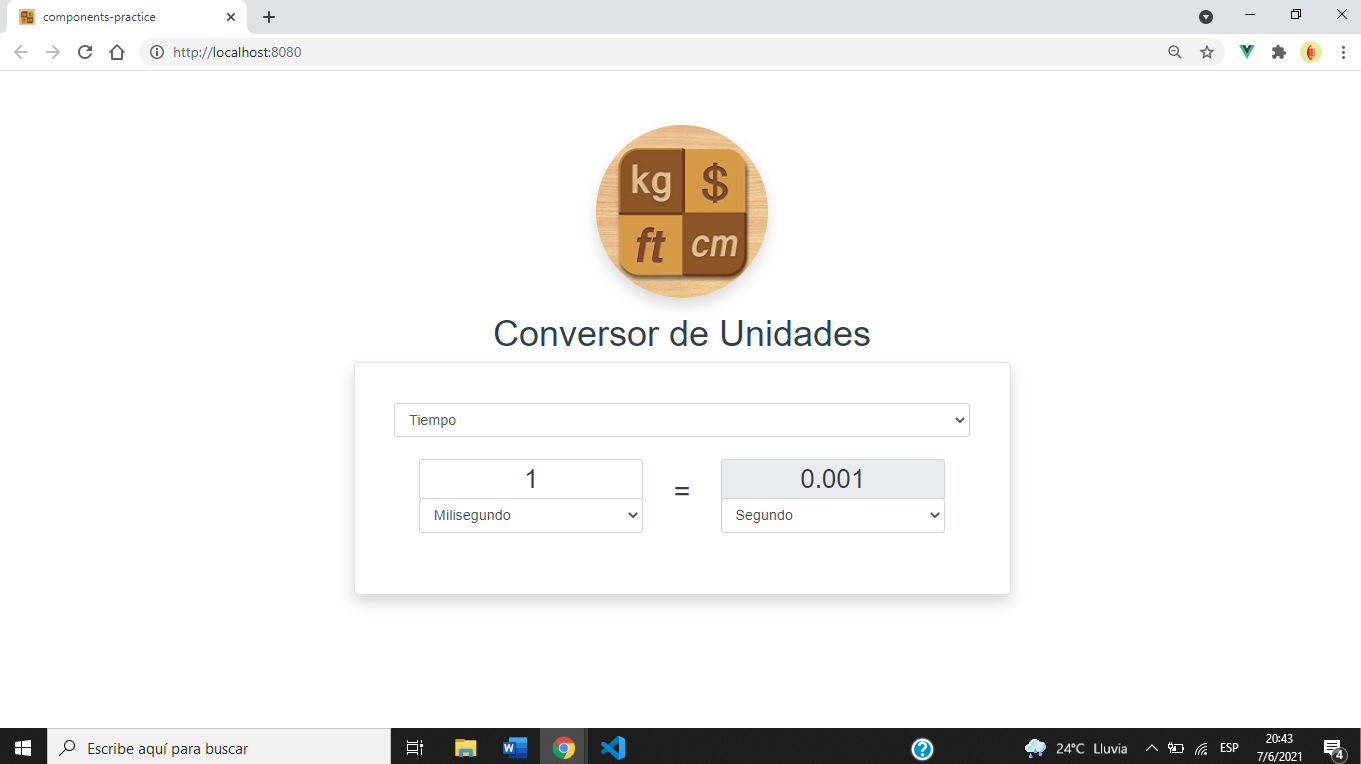 components-practice
http://localhost:8080
kg $
ft cm
Conversor de Unidades
Tiempo
1 = 0.001
Milisegundo Segundo
Escribe aquí para buscar
24°C Lluvia
ESP
20:43
7/6/2021
4